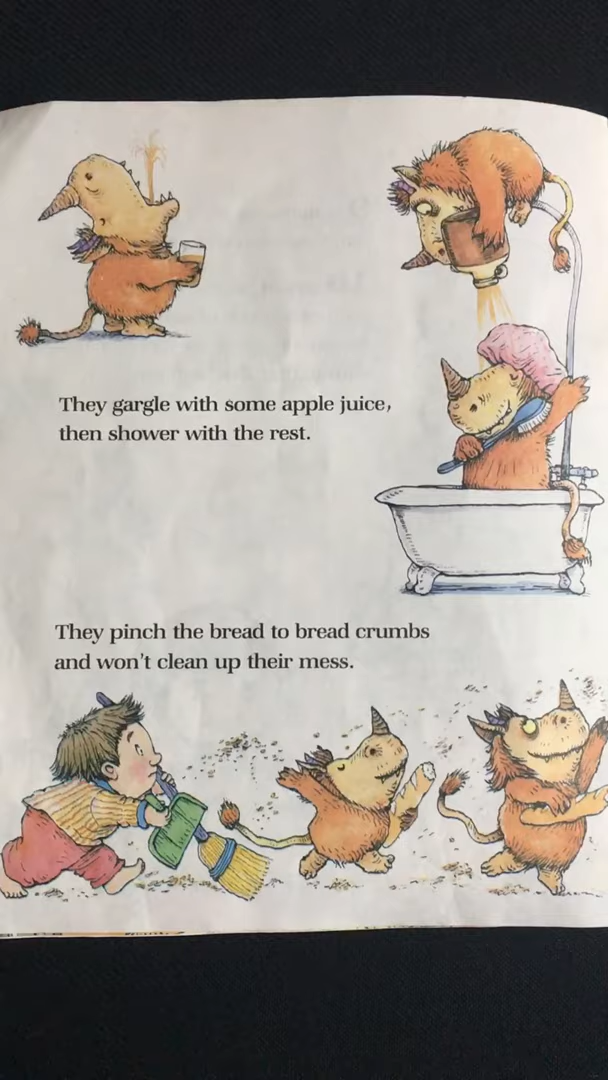 They gargle with some apple juice,
then shower with the rest.
They pinch the bread to bread crumbs
and won't clean up their mess.